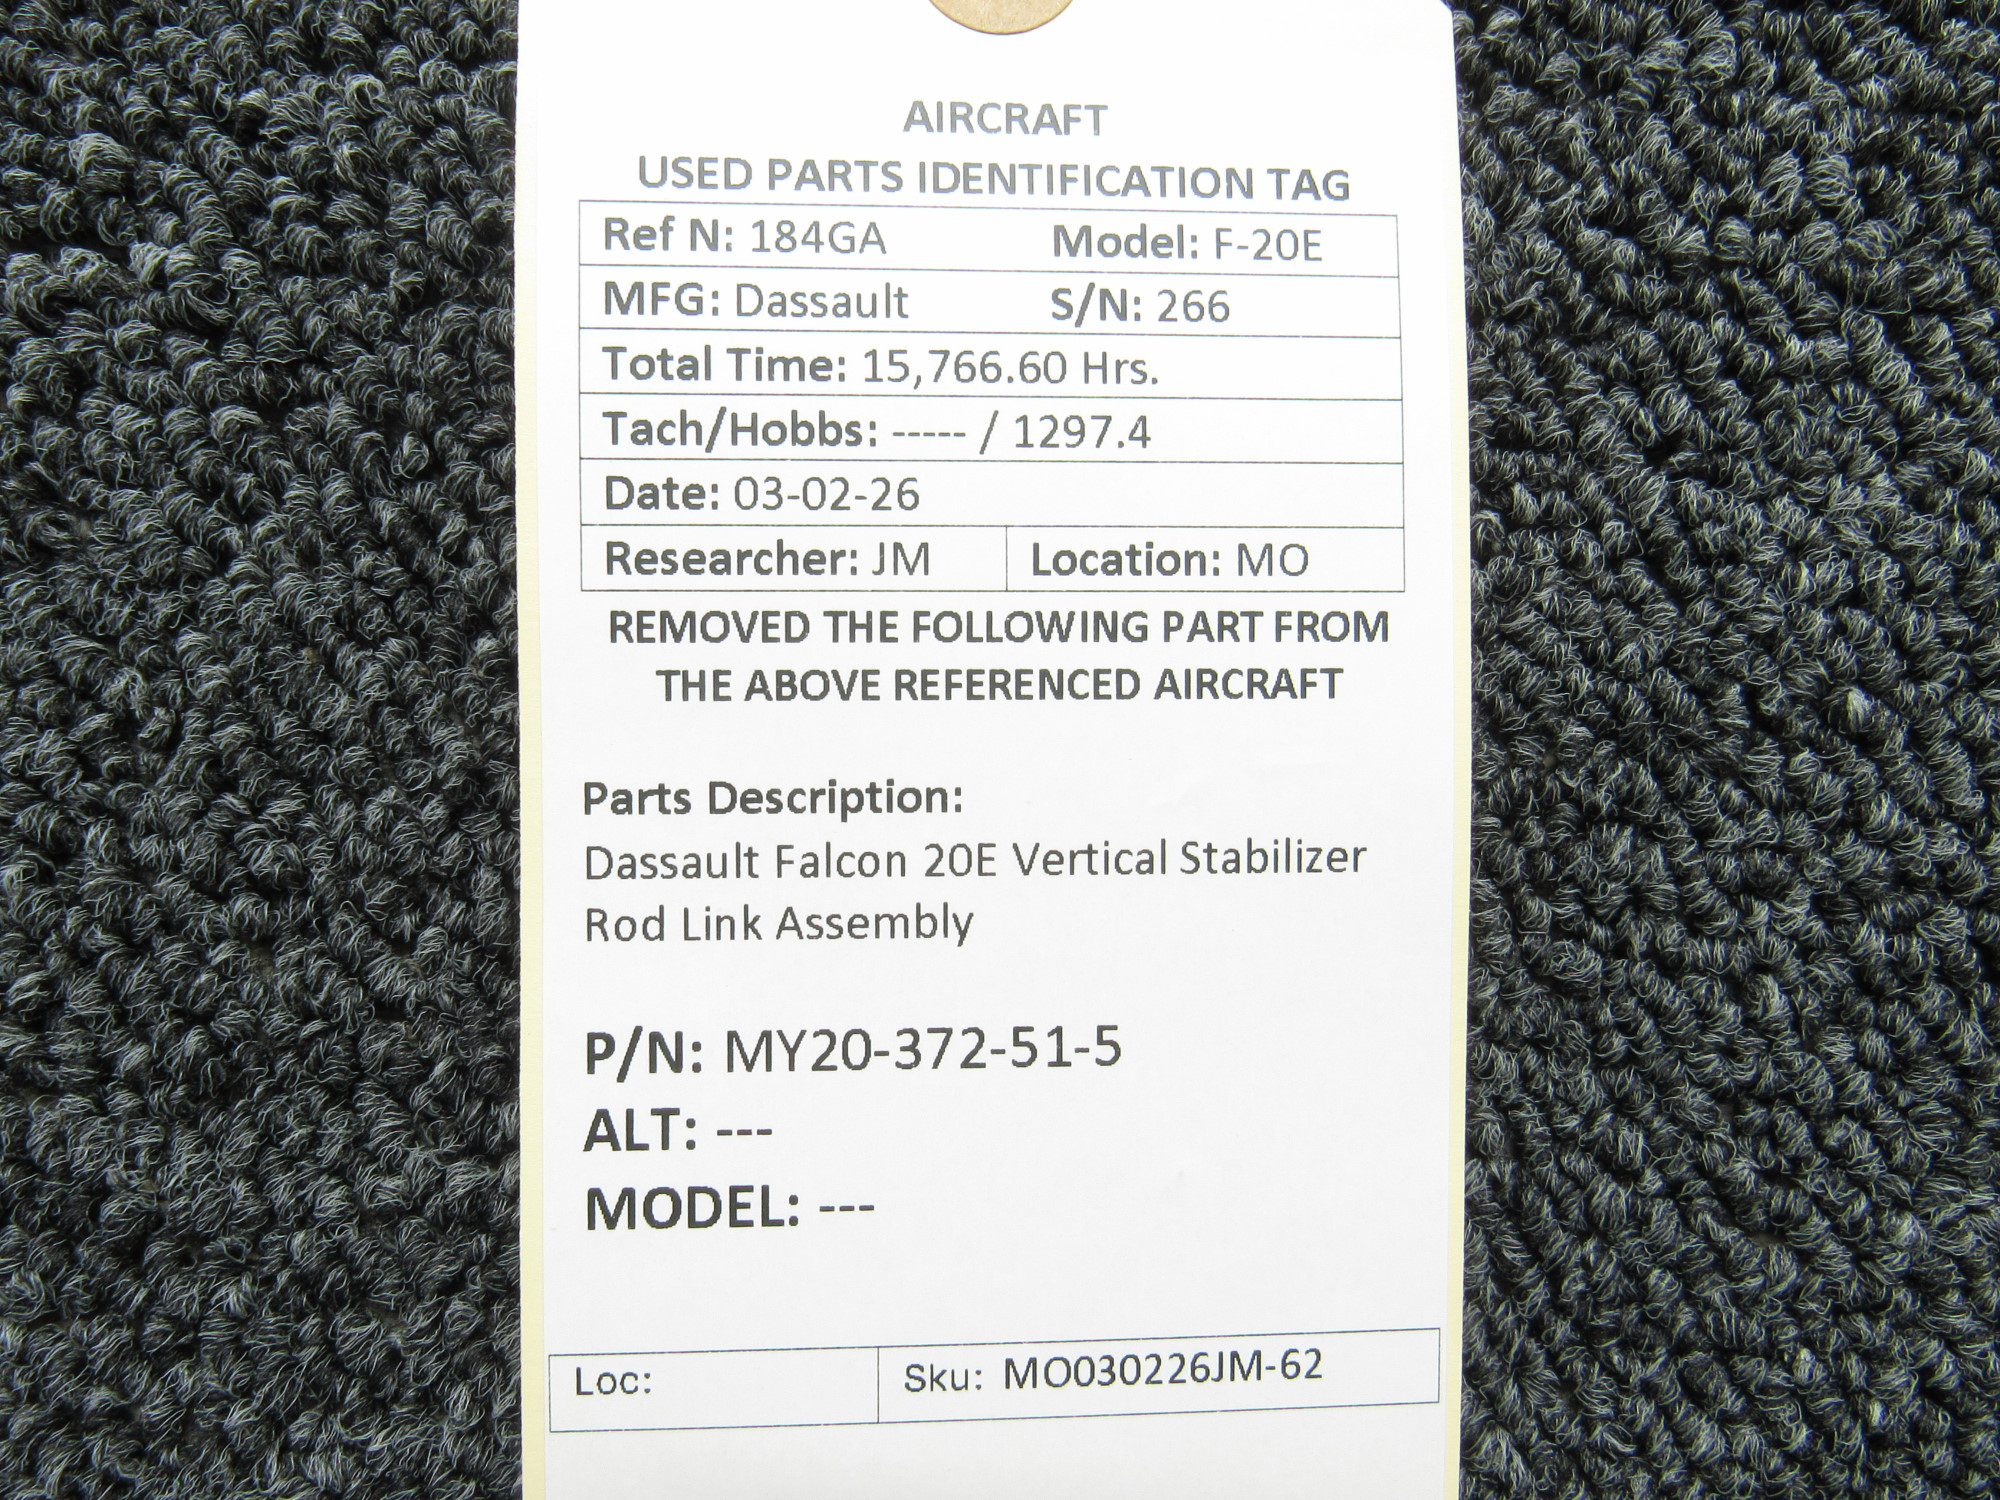 AIRCRAFT
USED PARTS IDENTIFICATION TAG
Ref N: 184GA Model: F-20E
MFG: Dassault S/N: 266
Total Time: 15,766.60 Hrs.
Tach/Hobbs: ----- / 1297.4
Date: 03-02-26
Researcher: JM Location: MO
REMOVED THE FOLLOWING PART FROM
THE ABOVE REFERENCED AIRCRAFT
Parts Description:
Dassault Falcon 20E Vertical Stabilizer
Rod Link Assembly
P/N: MY20-372-51-5
ALT: ---
MODEL: ---
Loc: Sku: MO030226JM-62